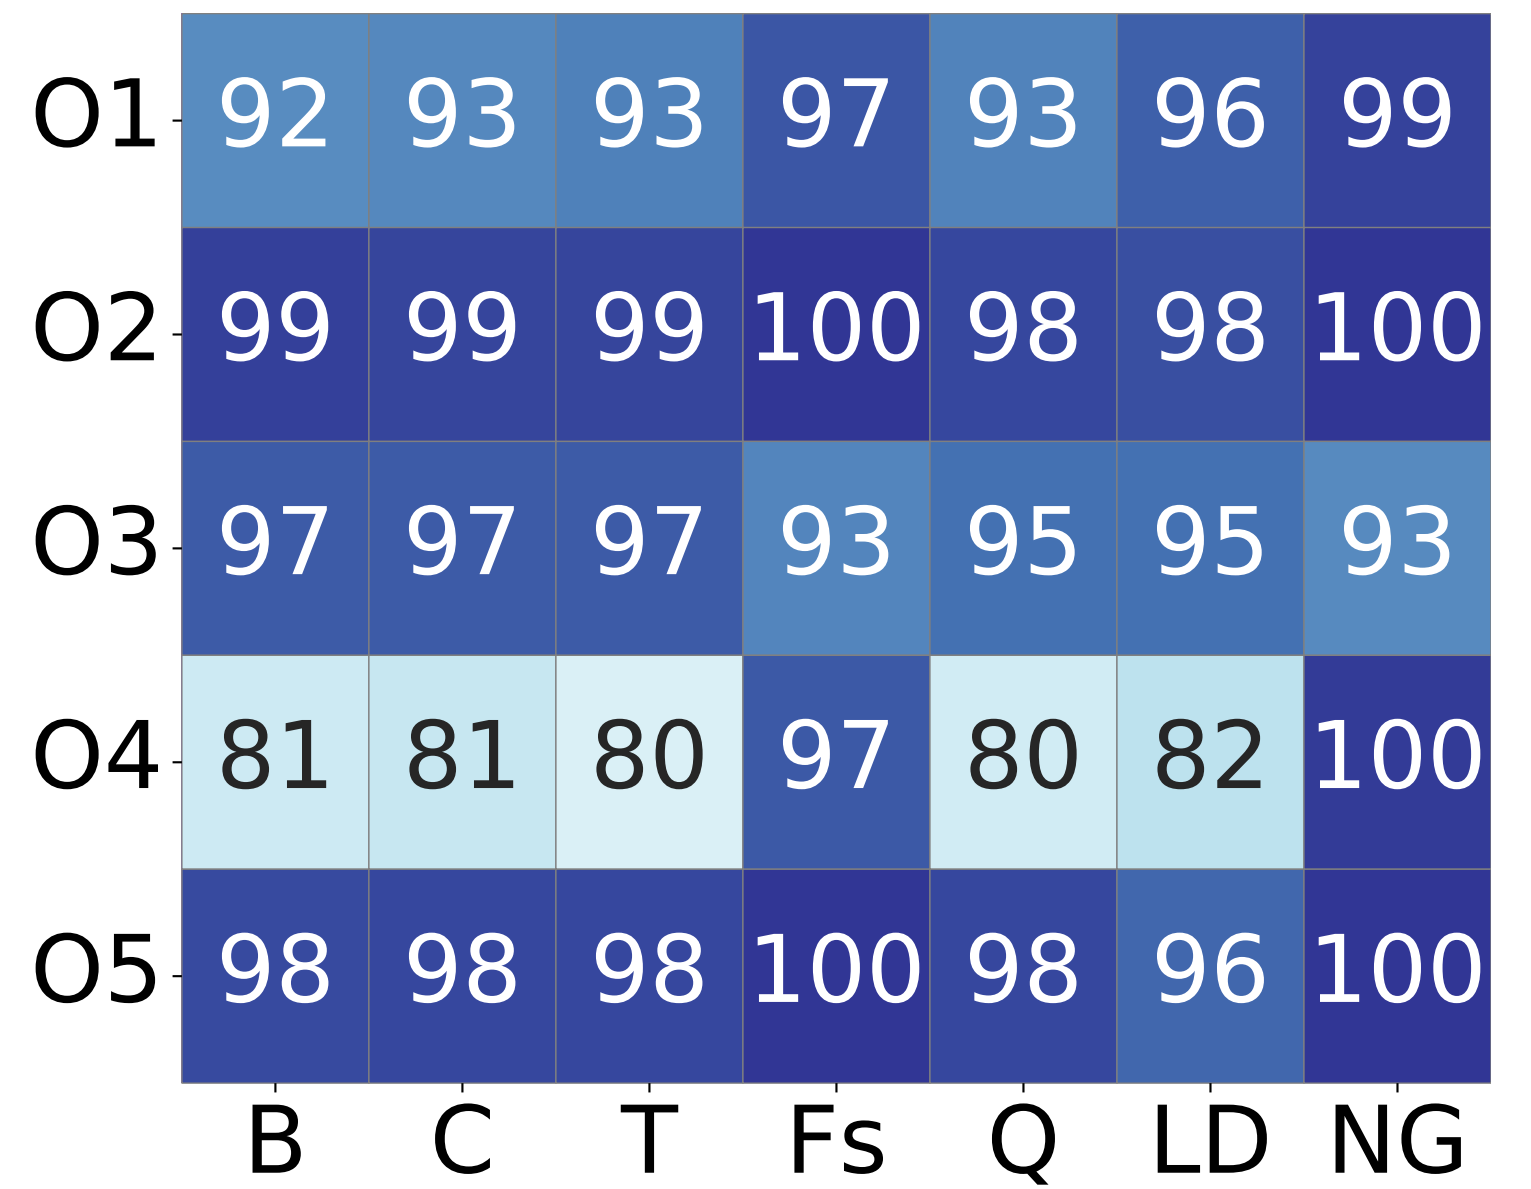 O1 92 93 93 97 93 96 99
O2 99 99 99 100 98 98 100
O3 97 97 97 93 95 95 93
O4 81 81 80 97 80 82 100
O5 98 98 98 100 98 96 100
B C T Fs Q LD NG